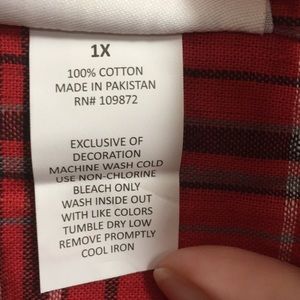 1X
100% COTTON
MADE IN PAKISTAN
RN# 109872
EXCLUSIVE OF
DECORATION
MACHINE WASH COLD
USE NON-CHLORINE
BLEACH ONLY
WASH INSIDE OUT
WITH LIKE COLORS
TUMBLE DRY LOW
REMOVE PROMPTLY
COOL IRON